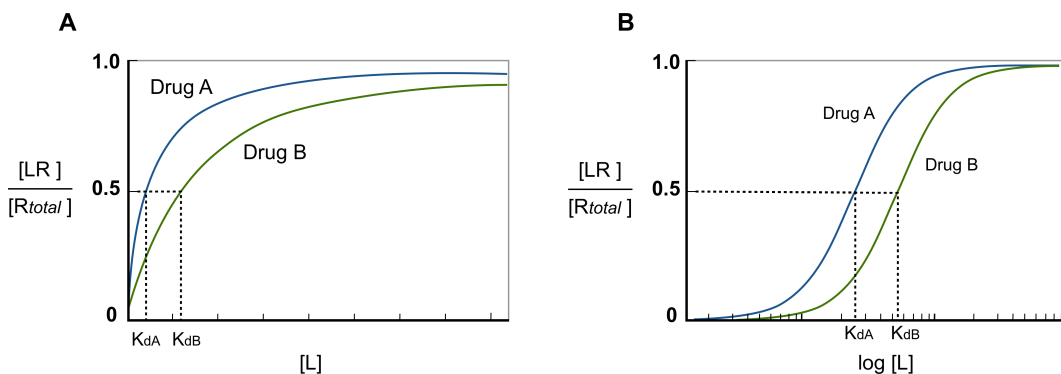 A
1.0
Drug A
Drug B
[LR ]
[Rtotal ]
0.5
0
KdA KdB
[L]
B
1.0
Drug A
Drug B
[LR ]
[Rtotal ]
0.5
0
KdA KdB
log [L]